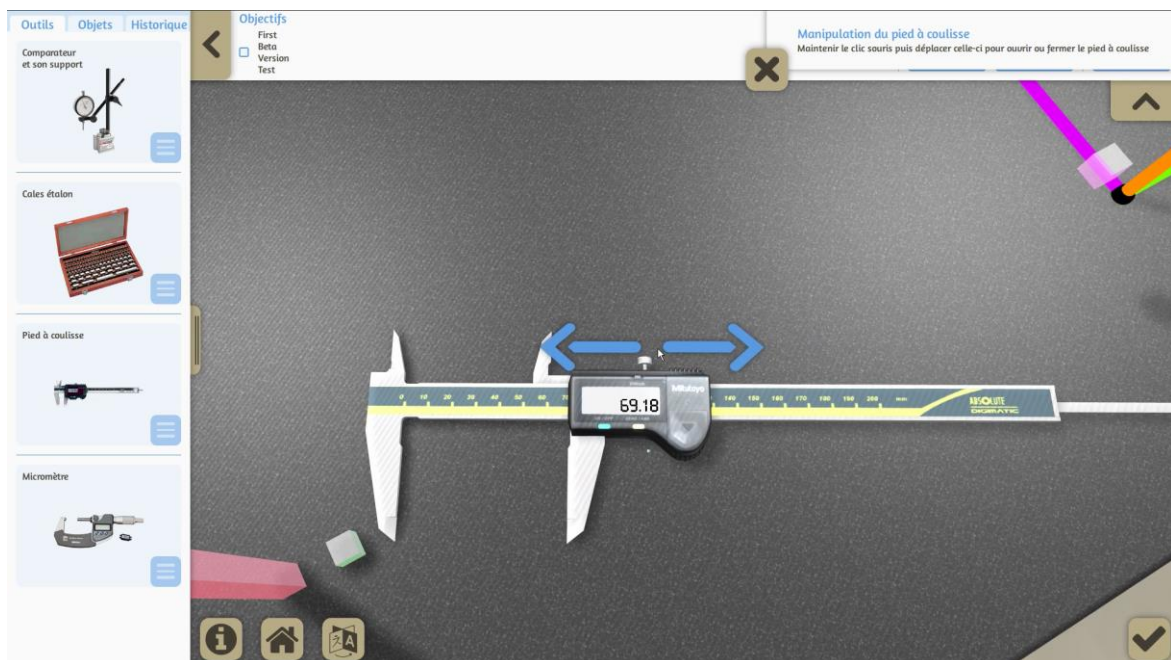 Outils
Objets
Historique
Objectifs
First
Beta
Version
Test
Manipulation du pied à coulisse
Maintenir le clic souris puis déplacer celle-ci pour ouvrir ou fermer le pied à coulisse
Comparateur
et son support
Cales étalon
Pied à coulisse
Micromètre
0 10 20 30 40 50 60
69.18
Mitutoyo
140 150 160 170 180 190 200
ABSOLUTE
DIGIMATIC